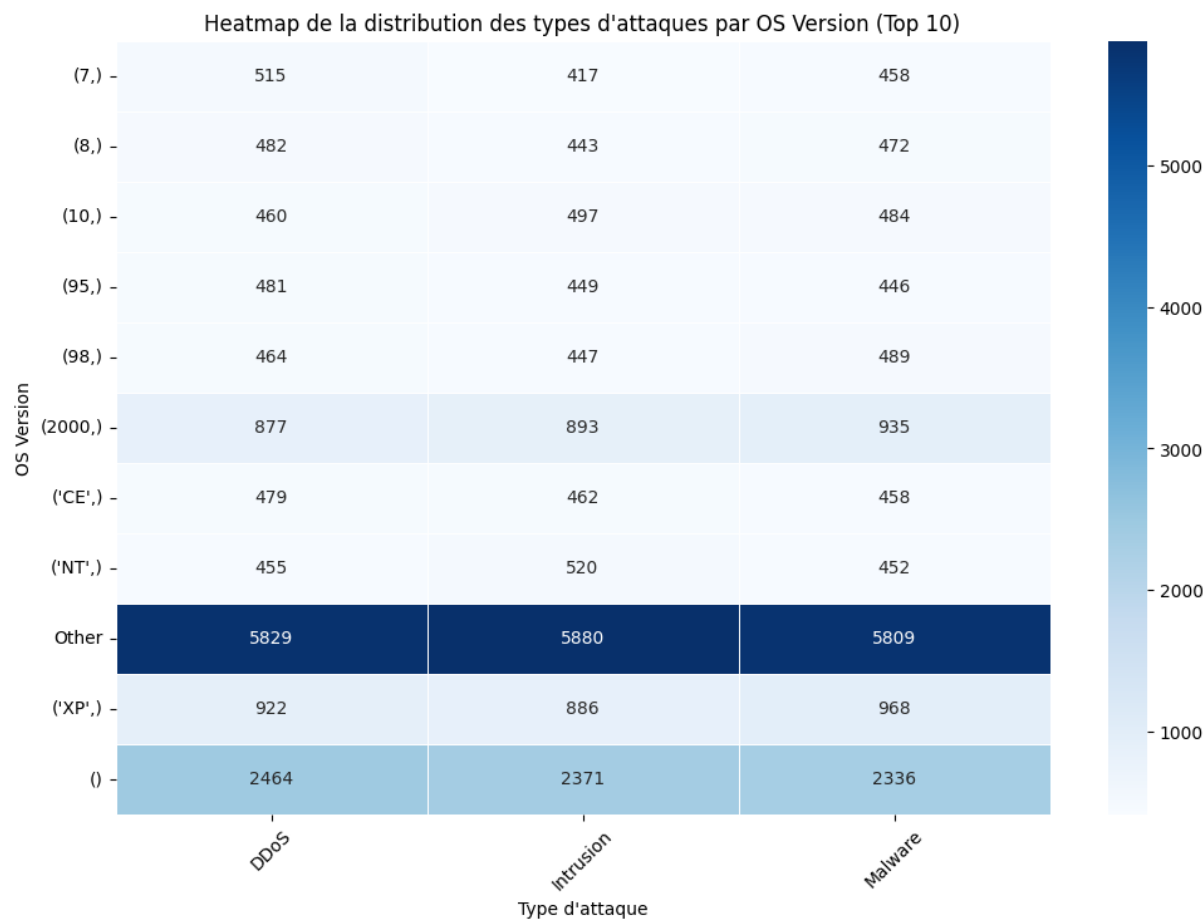 Heatmap de la distribution des types d'attaques par OS Version (Top 10)
(7,) 515 417 458
(8,) 482 443 472
(10,) 460 497 484
(95,) 481 449 446
(98,) 464 447 489
(2000,) 877 893 935
('CE',) 479 462 458
('NT',) 455 520 452
Other 5829 5880 5809
('XP',) 922 886 968
() 2464 2371 2336
OS Version
DDoS Intrusion Malware
Type d'attaque
5000
4000
3000
2000
1000